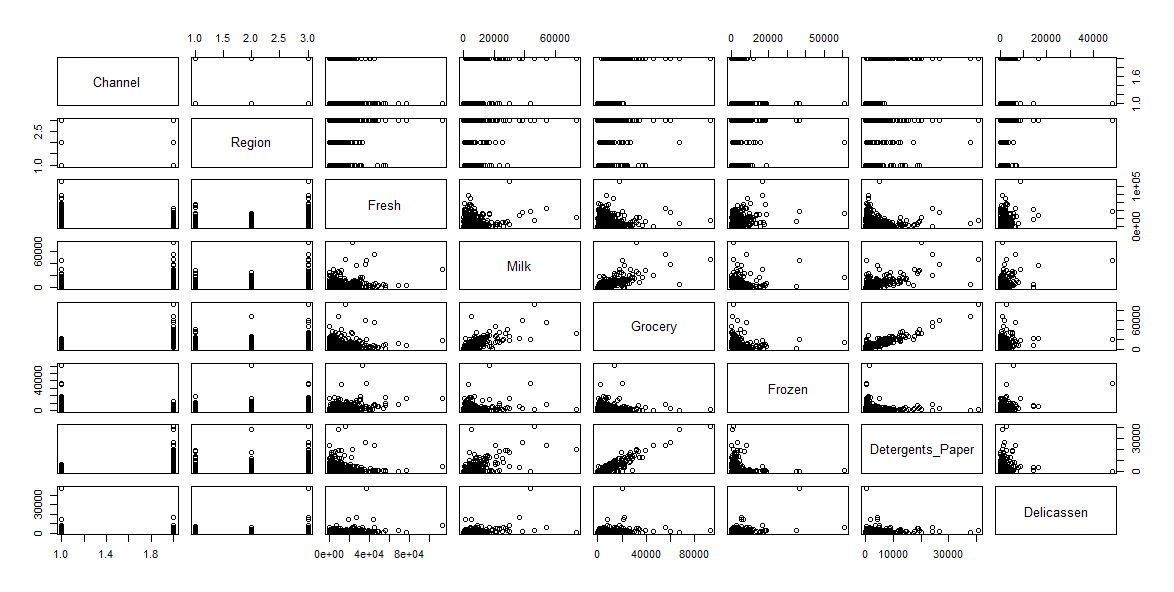 1.0 1.5 2.0 2.5 3.0
0 20000 60000
0 20000 50000
0 20000 40000
Channel
1.0 1.6
Region
1.0 2.5
Fresh
0e+00 1e+05
Milk
0 60000
Grocery
0 60000
Frozen
0 40000
Detergents_Paper
0 30000
Delicassen
0 30000
1.0 1.4 1.8
0e+00 4e+04 8e+04
0 40000 80000
0 10000 30000